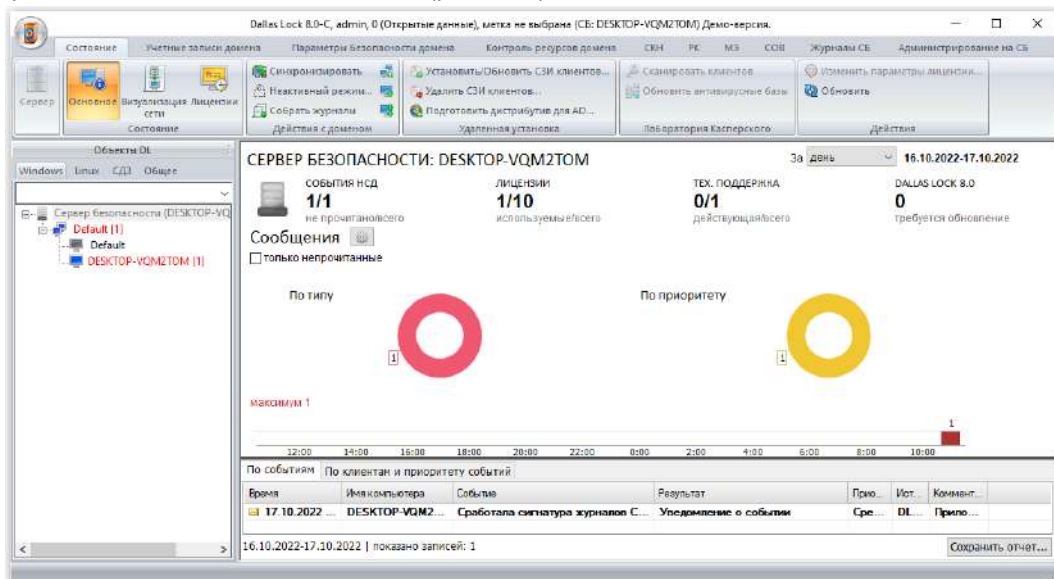 Dallas Lock 8.0-C, admin, 0 (Открытые данные), метка не выбрана (СБ: DESKTOP-VQM2TOM) Демо-версия.
Состояние Учетные записи домена Параметры безопасности домена Контроль ресурсов домена СКН РК МЭ СОВ Журналы СБ Администрирование на СБ
Сервер Основное Визуализация сети Лицензии
Состояние
Синхронизировать
Неактивный режим...
Собрать журналы
Действия с доменом
Установить/Обновить СЗИ клиентов...
Удалить СЗИ клиентов...
Подготовить дистрибутив для AD...
Удаленная установка
Сканировать клиентов
Обновить антивирусные базы
Лаборатория Касперского
Изменить параметры лицензии...
Обновить
Действия
Объекты DL
Windows Linux СДЗ Общее
Сервер безопасности (DESKTOP-VQ
Default [1]
Default
DESKTOP-VQM2TOM [1]
СЕРВЕР БЕЗОПАСНОСТИ: DESKTOP-VQM2TOM
За день 16.10.2022-17.10.2022
СОБЫТИЯ НСД ЛИЦЕНЗИИ ТЕХ. ПОДДЕРЖКА DALLAS LOCK 8.0
1/1 1/10 0/1 0
не прочитано/всего используемые/всего действующая/всего требуется обновление
Сообщения
только непрочитанные
По типу По приоритету
1 1
максимум 1
1
12:00 14:00 16:00 18:00 20:00 22:00 0:00 2:00 4:00 6:00 8:00 10:00
По событиям По клиентам и приоритету событий
Время Имя компьютера Событие Результат Прио... Ист... Коммент...
17.10.2022 ... DESKTOP-VQM2... Сработала сигнатура журналов С... Уведомление о событии Сре... DL... Прило...
16.10.2022-17.10.2022 | показано записей: 1
Сохранить отчет...